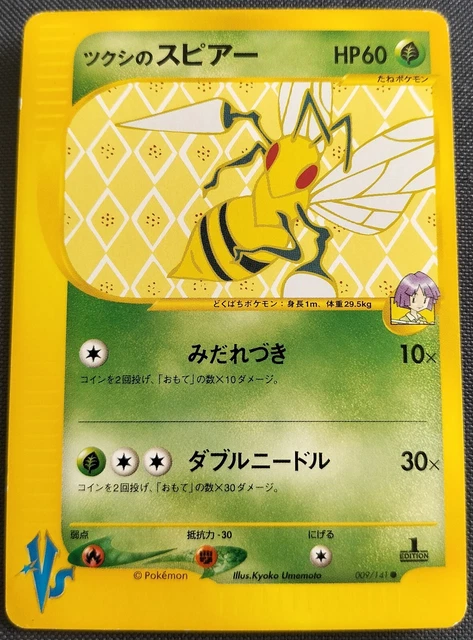 ツクシのスピアー HP60
たねポケモン
どくばちポケモン：身長1m、体重29.5kg
みだれづき 10×
コインを2回投げ、「おもて」の数×10ダメージ。
ダブルニードル 30×
コインを2回投げ、「おもて」の数×30ダメージ。
弱点 抵抗力 -30 にげる
1
EDITION
VS
© Pokémon Illus.Kyoko Umemoto 009/141